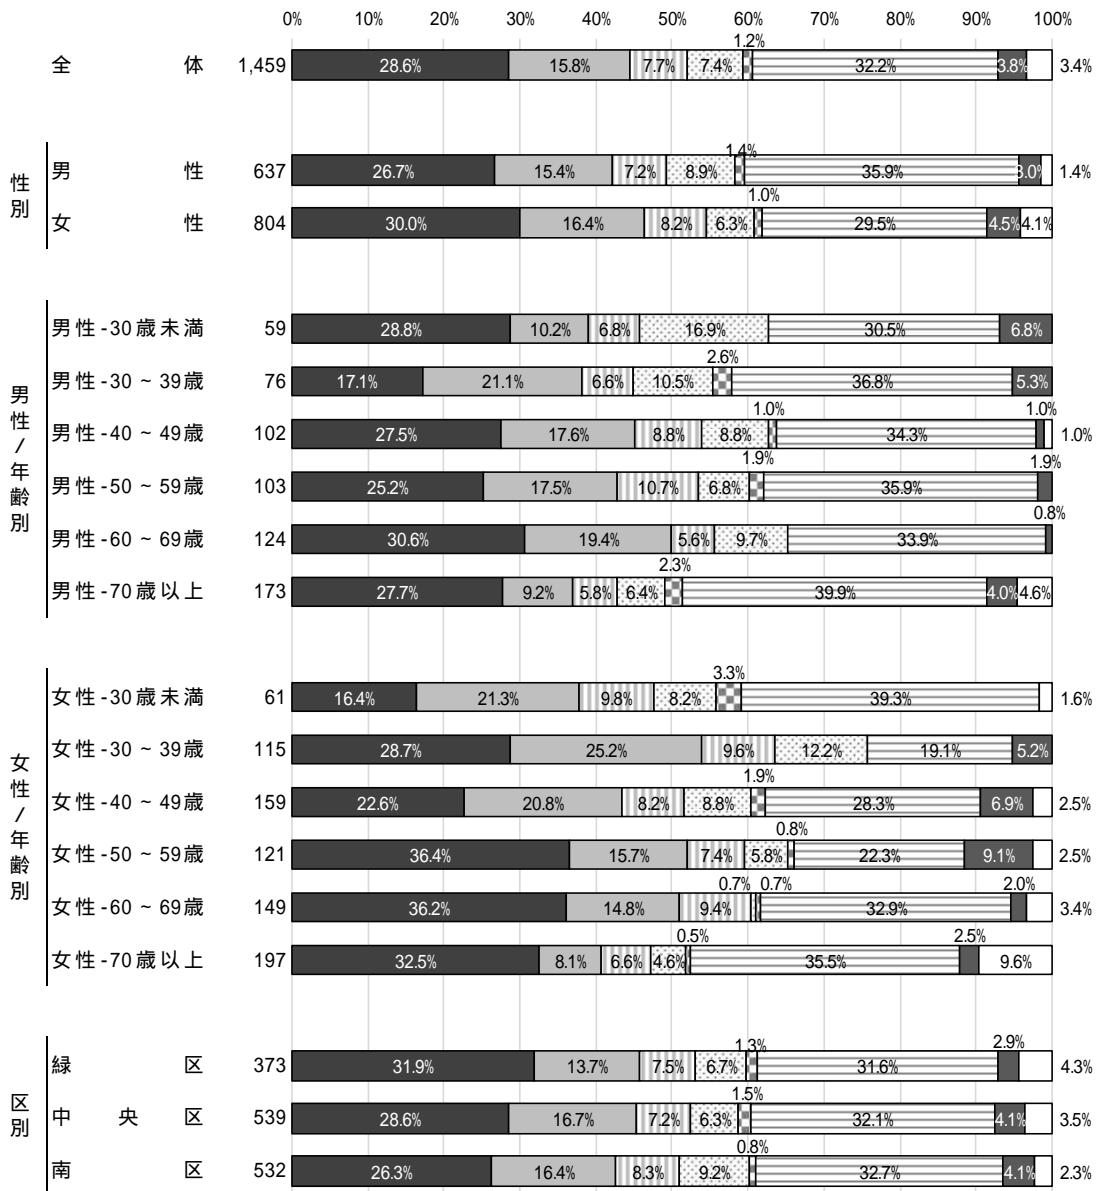 0% 10% 20% 30% 40% 50% 60% 70% 80% 90% 100%
1.2%
全 体 1,459 28.6% 15.8% 7.7% 7.4% 32.2% 3.8% 3.4%
性別
1.4%
男 性 637 26.7% 15.4% 7.2% 8.9% 35.9% 3.0% 1.4%
1.0%
女 性 804 30.0% 16.4% 8.2% 6.3% 29.5% 4.5% 4.1%
男性/年齢別
男性-30歳未満 59 28.8% 10.2% 6.8% 16.9% 30.5% 6.8%
2.6%
男性-30~39歳 76 17.1% 21.1% 6.6% 10.5% 36.8% 5.3%
1.0% 1.0%
男性-40~49歳 102 27.5% 17.6% 8.8% 8.8% 34.3% 1.0%
1.9% 1.9%
男性-50~59歳 103 25.2% 17.5% 10.7% 6.8% 35.9%
0.8%
男性-60~69歳 124 30.6% 19.4% 5.6% 9.7% 33.9%
2.3%
男性-70歳以上 173 27.7% 9.2% 5.8% 6.4% 39.9% 4.0% 4.6%
女性/年齢別
3.3%
女性-30歳未満 61 16.4% 21.3% 9.8% 8.2% 39.3% 1.6%
女性-30~39歳 115 28.7% 25.2% 9.6% 12.2% 19.1% 5.2%
1.9%
女性-40~49歳 159 22.6% 20.8% 8.2% 8.8% 28.3% 6.9% 2.5%
0.8%
女性-50~59歳 121 36.4% 15.7% 7.4% 5.8% 22.3% 9.1% 2.5%
0.7% 0.7% 2.0%
女性-60~69歳 149 36.2% 14.8% 9.4% 32.9% 3.4%
0.5% 2.5%
女性-70歳以上 197 32.5% 8.1% 6.6% 4.6% 35.5% 9.6%
区別
1.3% 2.9%
緑 区 373 31.9% 13.7% 7.5% 6.7% 31.6% 4.3%
1.5%
中 央 区 539 28.6% 16.7% 7.2% 6.3% 32.1% 4.1% 3.5%
0.8%
南 区 532 26.3% 16.4% 8.3% 9.2% 32.7% 4.1% 2.3%